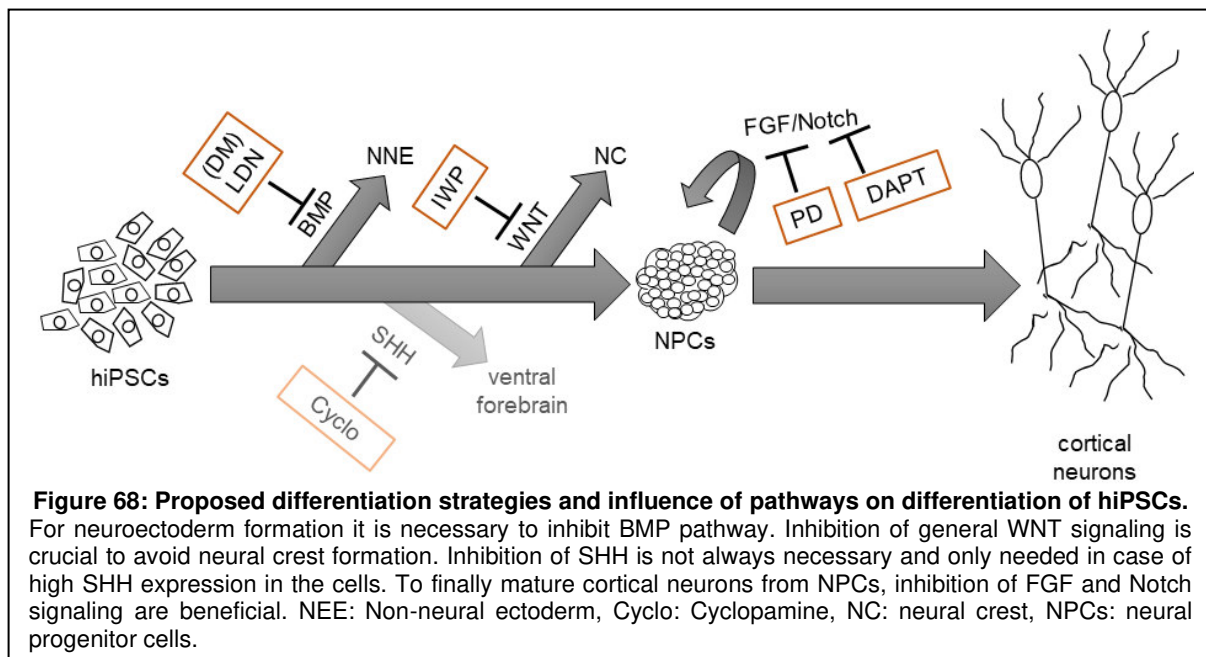 (DM)
LDN
BMP
NNE
IWP
WNT
NC
FGF/Notch
PD
DAPT
hiPSCs
SHH
Cyclo
ventral
forebrain
NPCs
cortical
neurons
Figure 68: Proposed differentiation strategies and influence of pathways on differentiation of hiPSCs.
For neuroectoderm formation it is necessary to inhibit BMP pathway. Inhibition of general WNT signaling is
crucial to avoid neural crest formation. Inhibition of SHH is not always necessary and only needed in case of
high SHH expression in the cells. To finally mature cortical neurons from NPCs, inhibition of FGF and Notch
signaling are beneficial. NEE: Non-neural ectoderm, Cyclo: Cyclopamine, NC: neural crest, NPCs: neural
progenitor cells.